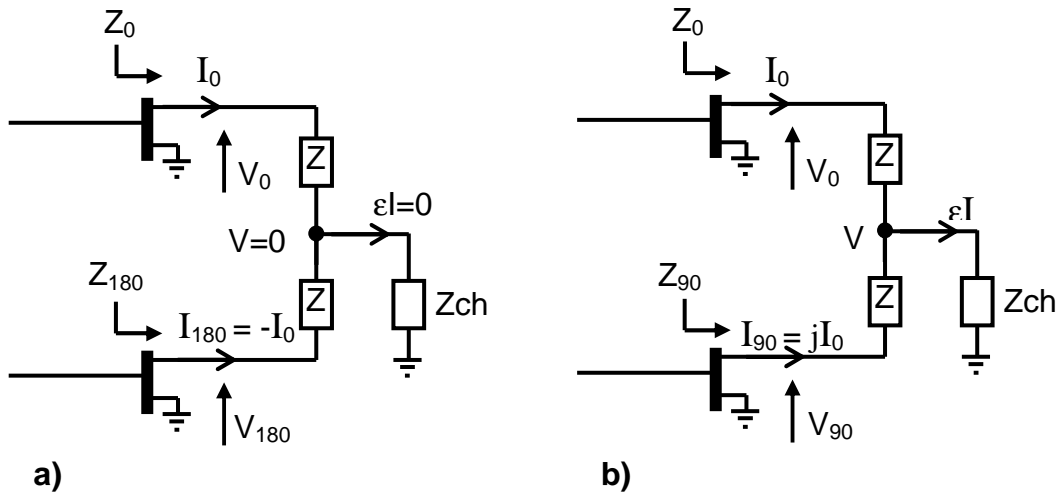 Z0
I0
V0
Z
εI=0
V=0
Z180
Z
Zch
I180 = -I0
V180
a)
Z0
I0
V0
Z
εI
V
Z90
Z
Zch
I90 = jI0
V90
b)